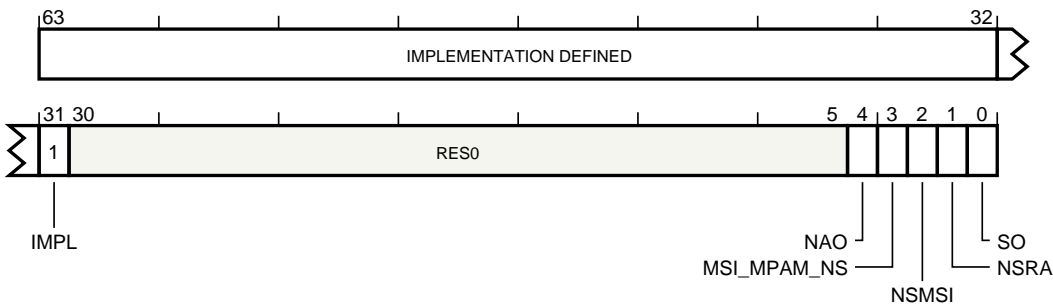 63 32
IMPLEMENTATION DEFINED
31 30 5 4 3 2 1 0
1 RES0
IMPL NAO SO
MSI_MPAM_NS NSRA
NSMSI